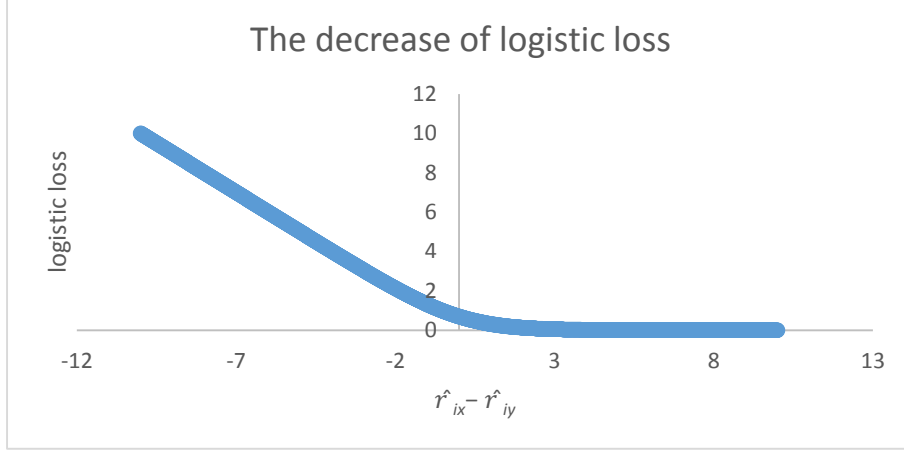 The decrease of logistic loss
12
10
8
6
4
2
0
logistic loss
-12 -7 -2 3 8 13
r̂ix− r̂iy